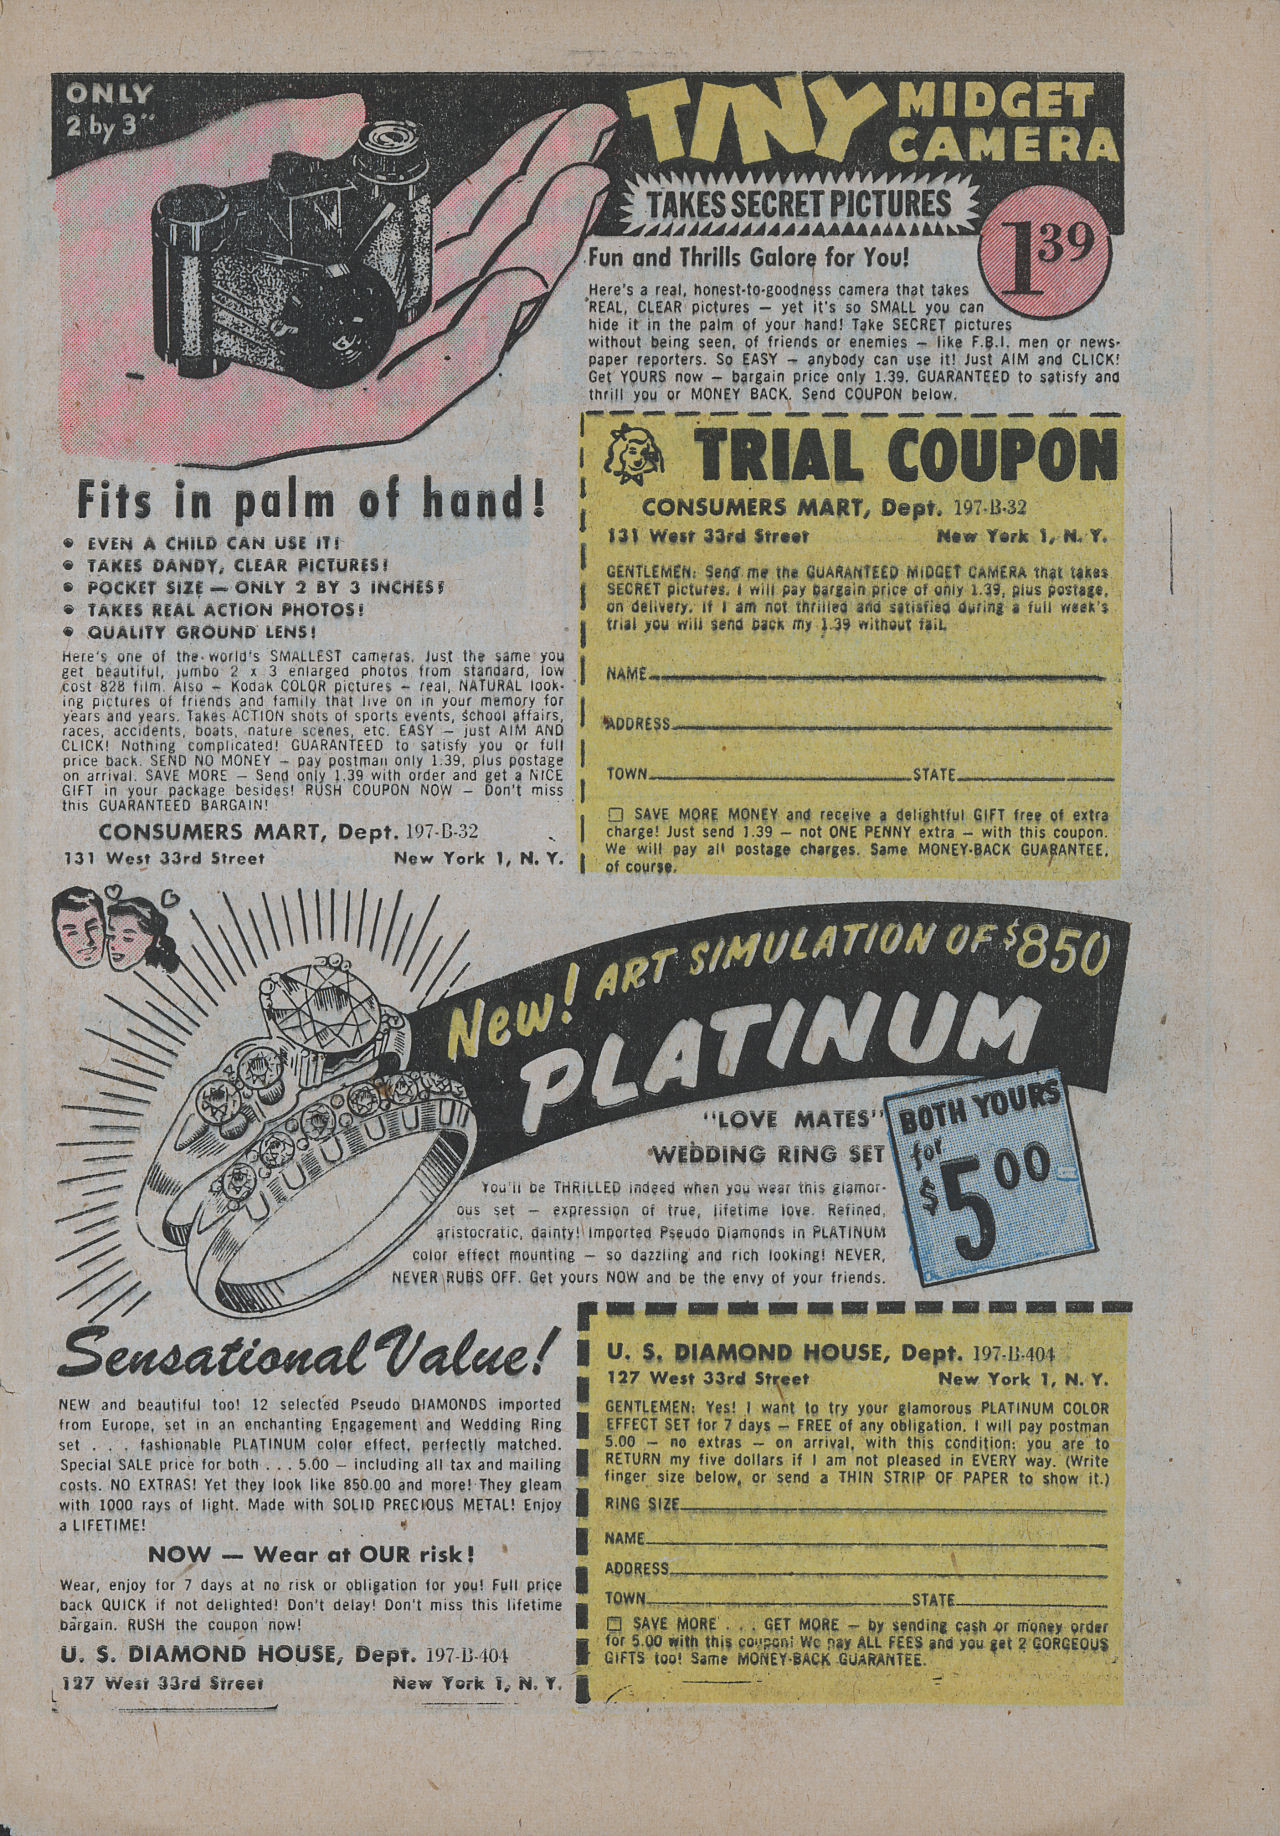 ONLY
2 by 3"
TINY MIDGET
CAMERA
TAKES SECRET PICTURES
1 39
Fun and Thrills Galore for You!
Here's a real, honest-to-goodness camera that takes
REAL, CLEAR pictures — yet it's so SMALL you can
hide it in the palm of your hand! Take SECRET pictures
without being seen, of friends or enemies — like F.B.I. men or news-
paper reporters. So EASY — anybody can use it! Just AIM and CLICK!
Get YOURS now — bargain price only 1.39. GUARANTEED to satisfy and
thrill you or MONEY BACK. Send COUPON below.
Fits in palm of hand!
• EVEN A CHILD CAN USE IT!
• TAKES DANDY, CLEAR PICTURES!
• POCKET SIZE — ONLY 2 BY 3 INCHES!
• TAKES REAL ACTION PHOTOS!
• QUALITY GROUND LENS!
Here's one of the world's SMALLEST cameras. Just the same you
get beautiful, jumbo 2 x 3 enlarged photos from standard, low
cost 828 film. Also — Kodak COLOR pictures — real, NATURAL look-
ing pictures of friends and family that live on in your memory for
years and years. Takes ACTION shots of sports events, school affairs,
races, accidents, boats, nature scenes, etc. EASY — just AIM AND
CLICK! Nothing complicated! GUARANTEED to satisfy you or full
price back. SEND NO MONEY — pay postman only 1.39, plus postage
on arrival. SAVE MORE — Send only 1.39 with order and get a NICE
GIFT in your package besides! RUSH COUPON NOW — Don't miss
this GUARANTEED BARGAIN!
CONSUMERS MART, Dept. 197-B-32
131 West 33rd Street New York 1, N. Y.
TRIAL COUPON
CONSUMERS MART, Dept. 197-B-32
131 West 33rd Street New York 1, N. Y.
GENTLEMEN: Send me the GUARANTEED MIDGET CAMERA that takes
SECRET pictures. I will pay bargain price of only 1.39, plus postage,
on delivery. If I am not thrilled and satisfied during a full week's
trial you will send back my 1.39 without fail.
NAME
ADDRESS
TOWN STATE
☐ SAVE MORE MONEY and receive a delightful GIFT free of extra
charge! Just send 1.39 — not ONE PENNY extra — with this coupon.
We will pay all postage charges. Same MONEY-BACK GUARANTEE,
of course.
New! ART SIMULATION OF $850
PLATINUM
"LOVE MATES"
WEDDING RING SET
BOTH YOURS
for
$5 00
You'll be THRILLED indeed when you wear this glamor-
ous set — expression of true, lifetime love. Refined,
aristocratic, dainty! Imported Pseudo Diamonds in PLATINUM
color effect mounting — so dazzling and rich looking! NEVER,
NEVER RUBS OFF. Get yours NOW and be the envy of your friends.
Sensational Value!
NEW and beautiful too! 12 selected Pseudo DIAMONDS imported
from Europe, set in an enchanting Engagement and Wedding Ring
set . . . fashionable PLATINUM color effect, perfectly matched.
Special SALE price for both . . . 5.00 — including all tax and mailing
costs. NO EXTRAS! Yet they look like 850.00 and more! They gleam
with 1000 rays of light. Made with SOLID PRECIOUS METAL! Enjoy
a LIFETIME!
NOW — Wear at OUR risk!
Wear, enjoy for 7 days at no risk or obligation for you! Full price
back QUICK if not delighted! Don't delay! Don't miss this lifetime
bargain. RUSH the coupon now!
U. S. DIAMOND HOUSE, Dept. 197-B-404
127 West 33rd Street New York 1, N. Y.
U. S. DIAMOND HOUSE, Dept. 197-B-404
127 West 33rd Street New York 1, N. Y.
GENTLEMEN: Yes! I want to try your glamorous PLATINUM COLOR
EFFECT SET for 7 days — FREE of any obligation. I will pay postman
5.00 — no extras — on arrival, with this condition: you are to
RETURN my five dollars if I am not pleased in EVERY way. (Write
finger size below, or send a THIN STRIP OF PAPER to show it.)
RING SIZE
NAME
ADDRESS
TOWN STATE
☐ SAVE MORE . . . GET MORE — by sending cash or money order
for 5.00 with this coupon! We pay ALL FEES and you get 2 GORGEOUS
GIFTS too! Same MONEY-BACK GUARANTEE.